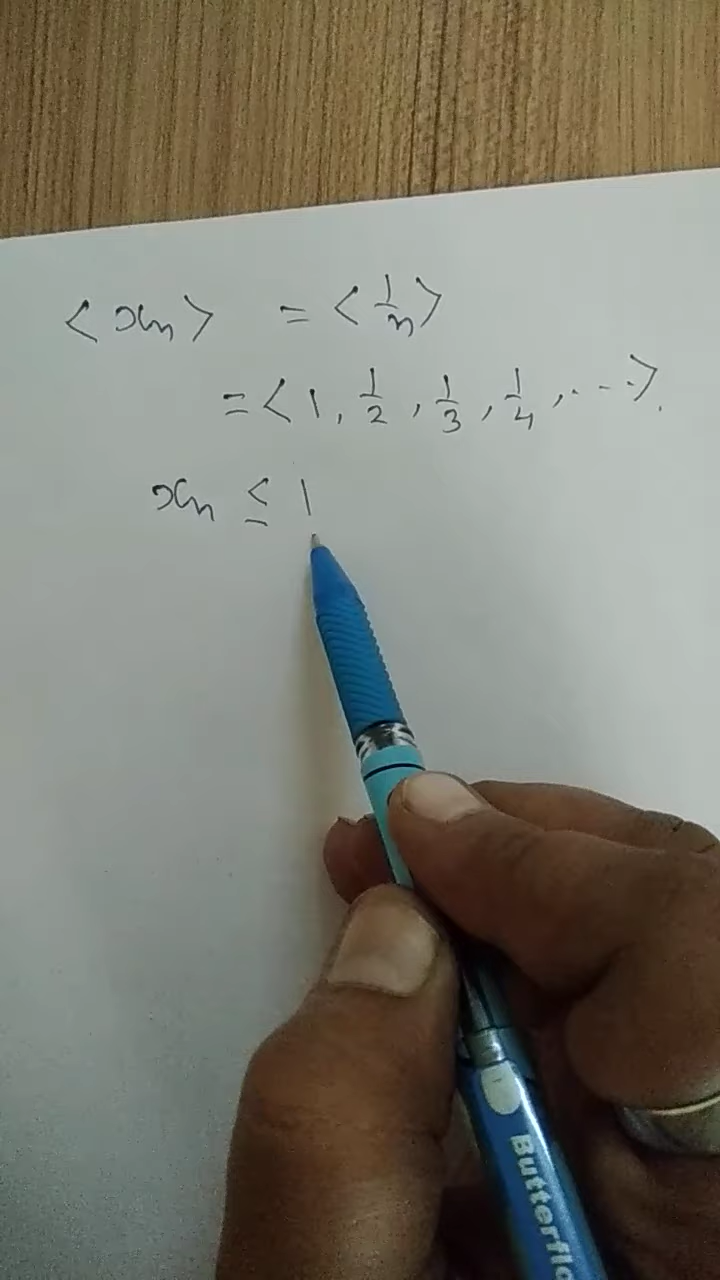 <xn> = <1/n>
= <1, 1/2, 1/3, 1/4, ....>.
xn ≤ 1
Butterflo